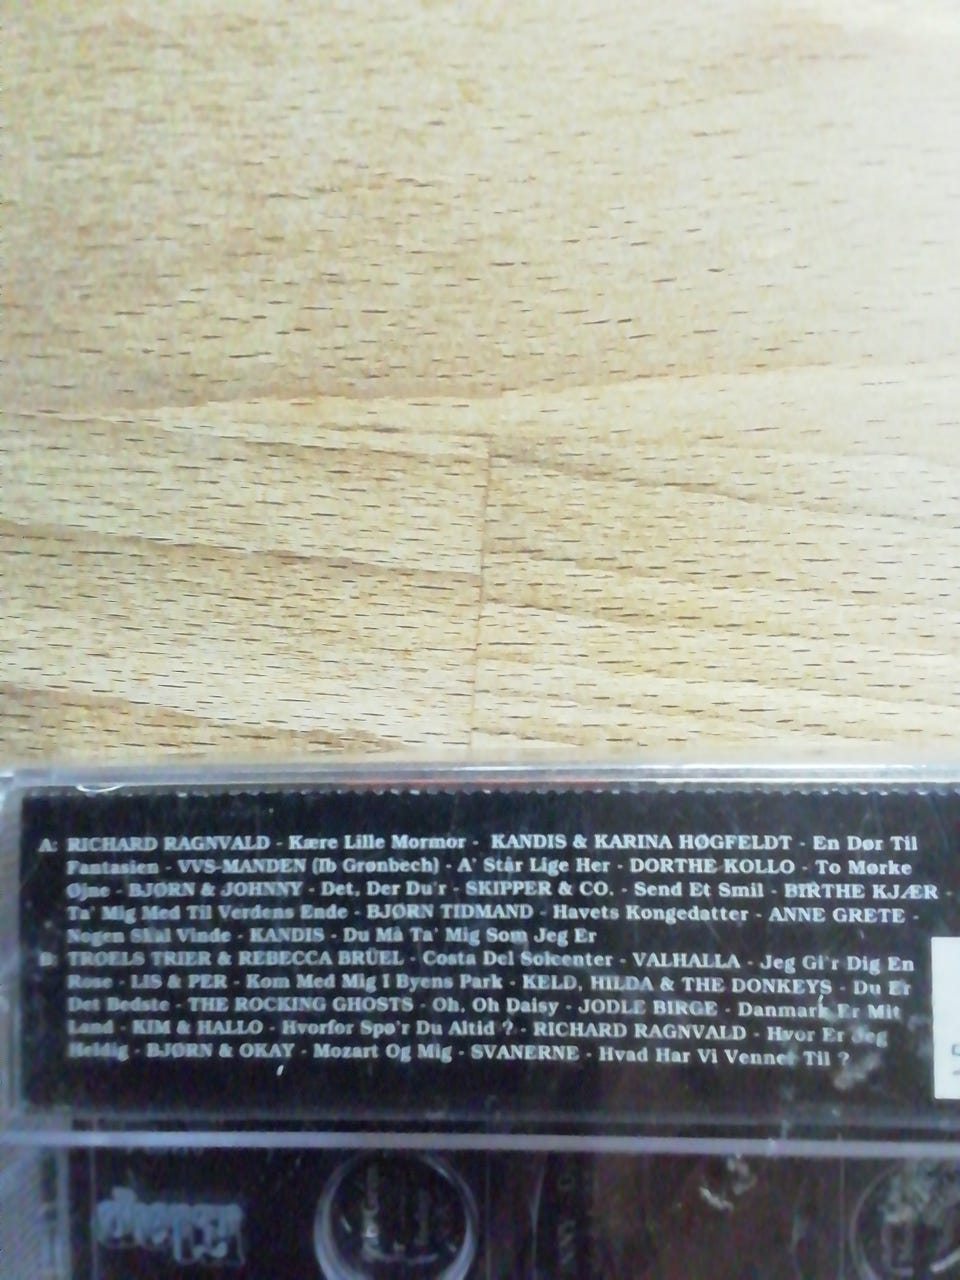 A: RICHARD RAGNVALD - Kære Lille Mormor - KANDIS & KARINA HØGFELDT - En Dør Til
Fantasien - VVS-MANDEN (Ib Grønbech) - A' Står Lige Her - DORTHE KOLLO - To Mørke
Øjne - BJØRN & JOHNNY - Det, Der Du'r - SKIPPER & CO. - Send Et Smil - BIRTHE KJÆR -
Ta' Mig Med Til Verdens Ende - BJØRN TIDMAND - Havets Kongedatter - ANNE GRETE -
Nogen Skal Vinde - KANDIS - Du Må Ta' Mig Som Jeg Er
B: TROELS TRIER & REBECCA BRÜEL - Costa Del Solcenter - VALHALLA - Jeg Gi'r Dig En
Rose - LIS & PER - Kom Med Mig I Byens Park - KELD, HILDA & THE DONKEYS - Du Er
Det Bedste - THE ROCKING GHOSTS - Oh, Oh Daisy - JODLE BIRGE - Danmark Er Mit
Land - KIM & HALLO - Hvorfor Spø'r Du Altid ? - RICHARD RAGNVALD - Hvor Er Jeg
Heldig - BJØRN & OKAY - Mozart Og Mig - SVANERNE - Hvad Har Vi Venner Til ?